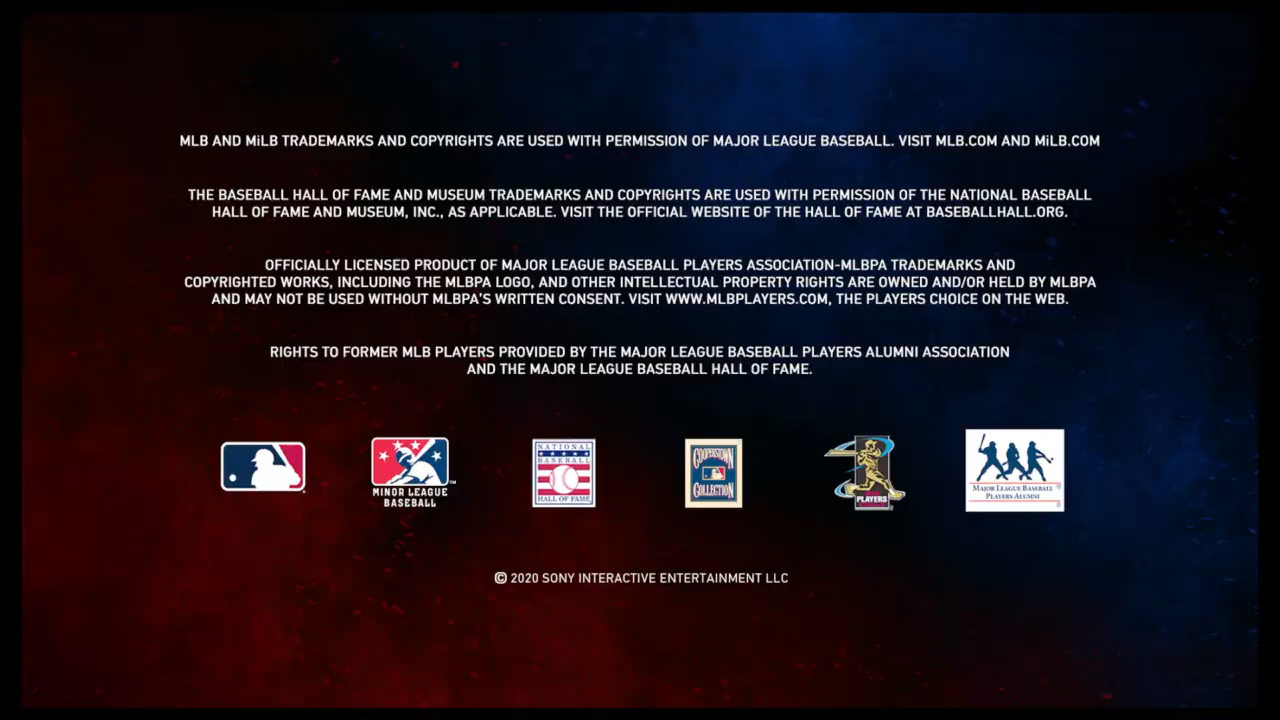 MLB AND MiLB TRADEMARKS AND COPYRIGHTS ARE USED WITH PERMISSION OF MAJOR LEAGUE BASEBALL. VISIT MLB.COM AND MiLB.COM
THE BASEBALL HALL OF FAME AND MUSEUM TRADEMARKS AND COPYRIGHTS ARE USED WITH PERMISSION OF THE NATIONAL BASEBALL
HALL OF FAME AND MUSEUM, INC., AS APPLICABLE. VISIT THE OFFICIAL WEBSITE OF THE HALL OF FAME AT BASEBALLHALL.ORG.
OFFICIALLY LICENSED PRODUCT OF MAJOR LEAGUE BASEBALL PLAYERS ASSOCIATION-MLBPA TRADEMARKS AND
COPYRIGHTED WORKS, INCLUDING THE MLBPA LOGO, AND OTHER INTELLECTUAL PROPERTY RIGHTS ARE OWNED AND/OR HELD BY MLBPA
AND MAY NOT BE USED WITHOUT MLBPA'S WRITTEN CONSENT. VISIT WWW.MLBPLAYERS.COM, THE PLAYERS CHOICE ON THE WEB.
RIGHTS TO FORMER MLB PLAYERS PROVIDED BY THE MAJOR LEAGUE BASEBALL PLAYERS ALUMNI ASSOCIATION
AND THE MAJOR LEAGUE BASEBALL HALL OF FAME.
MINOR LEAGUE™
BASEBALL
NATIONAL
BASEBALL
HALL OF FAME
COOPERSTOWN
COLLECTION
PLAYERS
MAJOR LEAGUE BASEBALL
PLAYERS ALUMNI
© 2020 SONY INTERACTIVE ENTERTAINMENT LLC